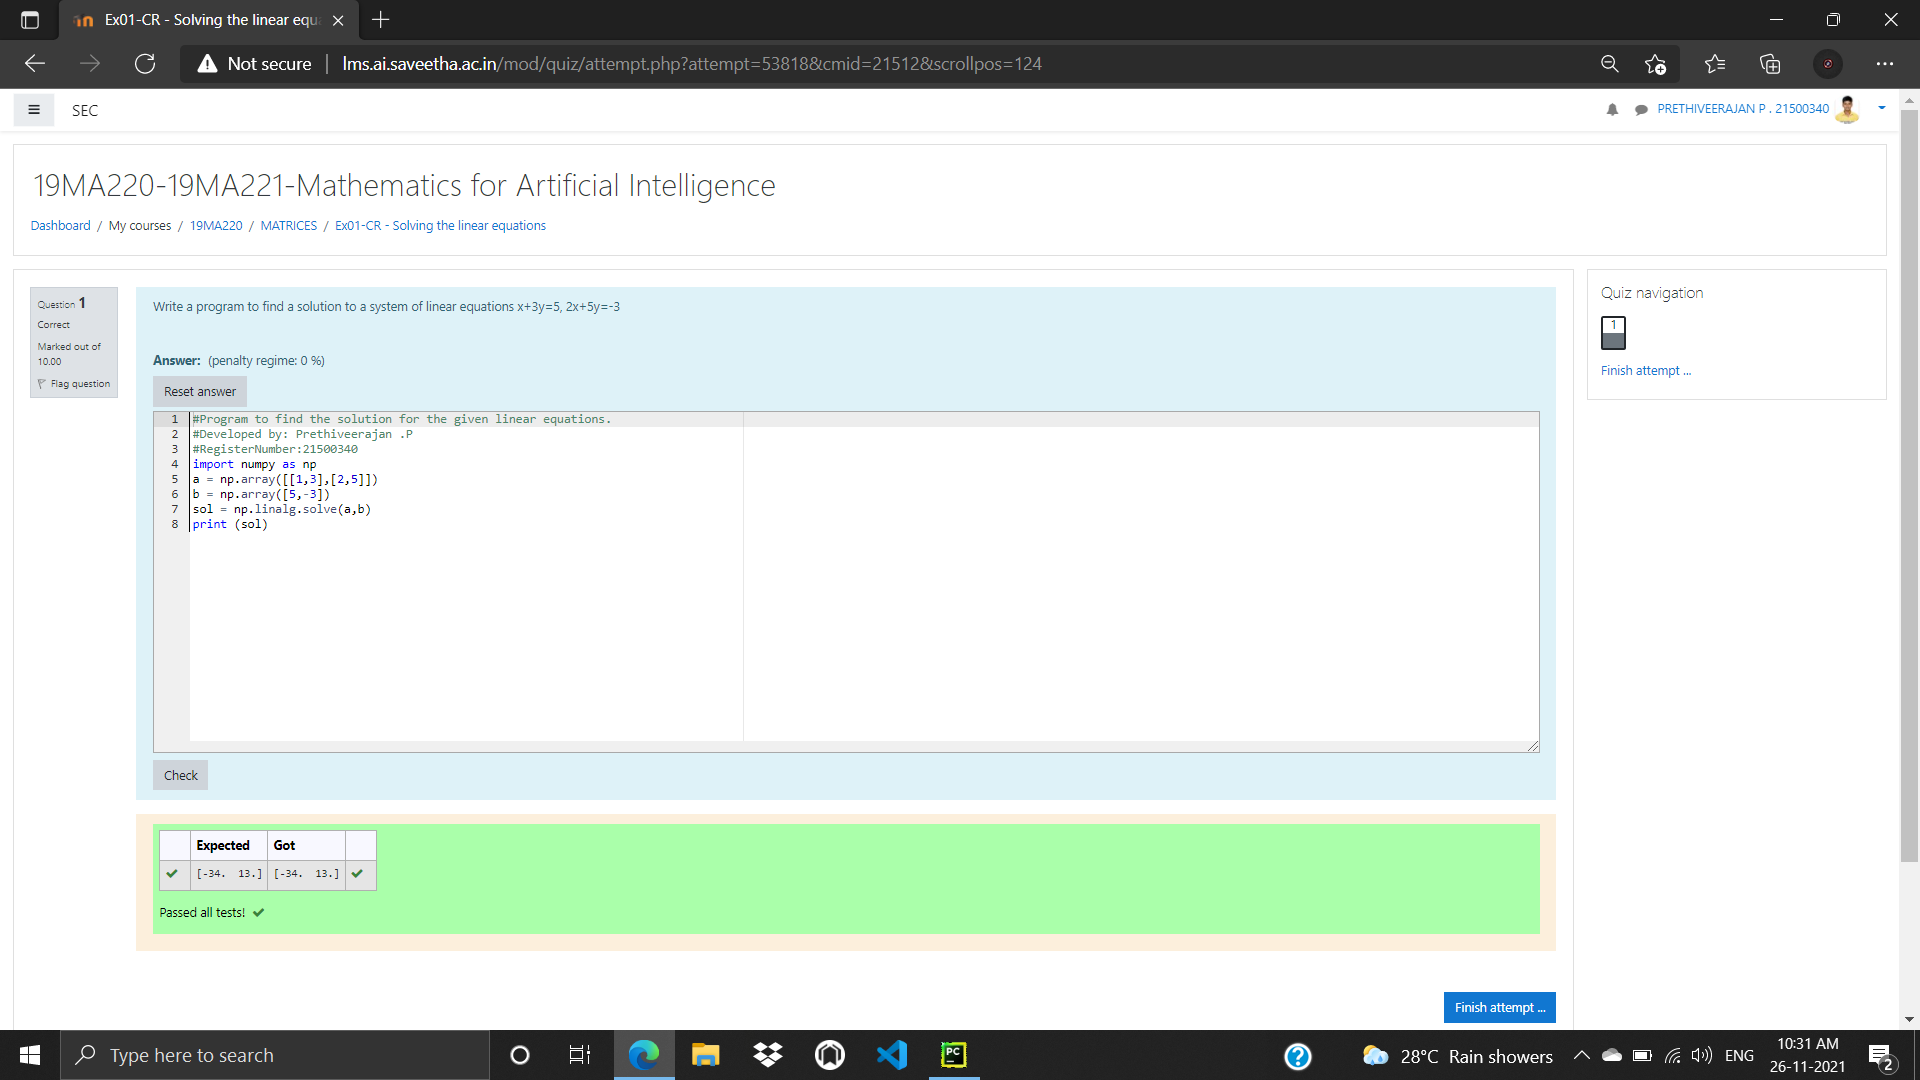 Ex01-CR - Solving the linear equ
Not secure
lms.ai.saveetha.ac.in/mod/quiz/attempt.php?attempt=53818&cmid=21512&scrollpos=124
SEC
PRETHIVEERAJAN P . 21500340
19MA220-19MA221-Mathematics for Artificial Intelligence
Dashboard / My courses / 19MA220 / MATRICES / Ex01-CR - Solving the linear equations
Question 1
Correct
Marked out of
10.00
Flag question
Write a program to find a solution to a system of linear equations x+3y=5, 2x+5y=-3
Answer: (penalty regime: 0 %)
Reset answer
1 #Program to find the solution for the given linear equations.
2 #Developed by: Prethiveerajan .P
3 #RegisterNumber:21500340
4 import numpy as np
5 a = np.array([[1,3],[2,5]])
6 b = np.array([5,-3])
7 sol = np.linalg.solve(a,b)
8 print (sol)
Check
Expected Got
[-34.  13.] [-34.  13.]
Passed all tests!
Finish attempt ...
Quiz navigation
1
Finish attempt ...
Type here to search
PC
28°C Rain showers
ENG
10:31 AM
26-11-2021
2